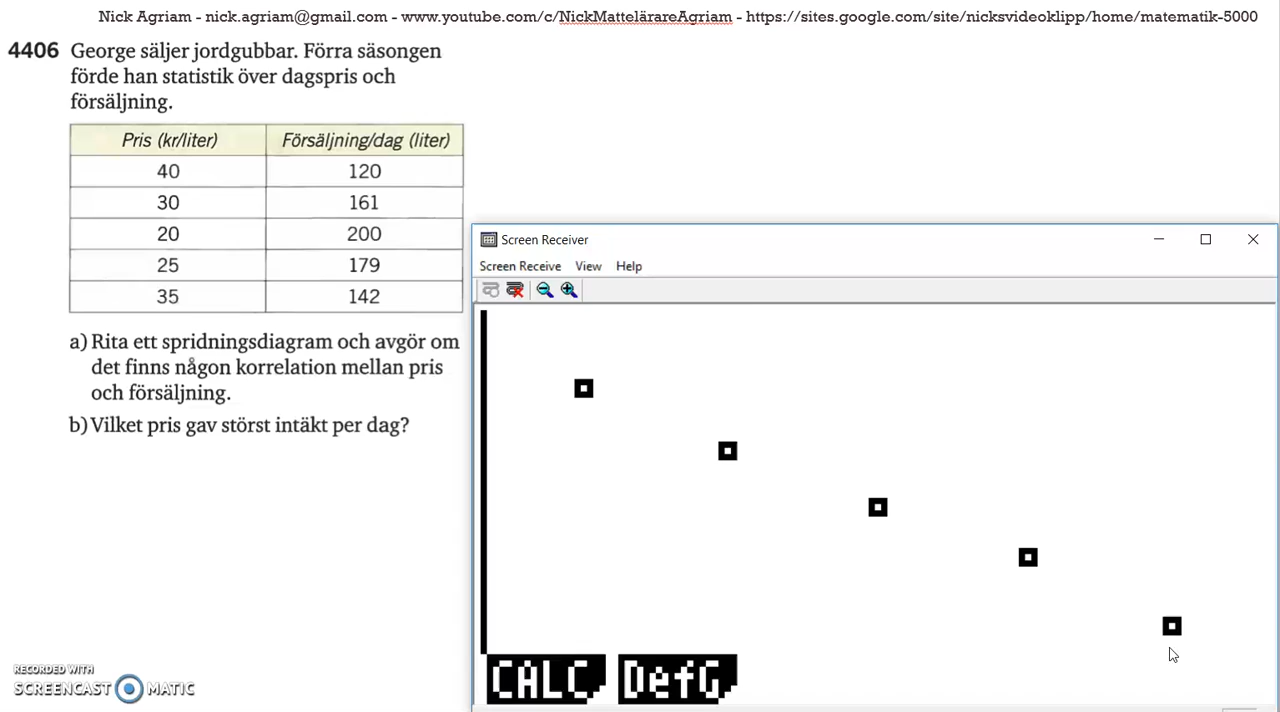 Nick Agriam - nick.agriam@gmail.com - www.youtube.com/c/NickMattelärareAgriam - https://sites.google.com/site/nicksvideoklipp/home/matematik-5000
4406 George säljer jordgubbar. Förra säsongen
förde han statistik över dagspris och
försäljning.
Pris (kr/liter) Försäljning/dag (liter)
40 120
30 161
20 200
25 179
35 142
a) Rita ett spridningsdiagram och avgör om
det finns någon korrelation mellan pris
och försäljning.
b) Vilket pris gav störst intäkt per dag?
Screen Receiver
Screen Receive View Help
CALC DefG
RECORDED WITH
SCREENCAST MATIC